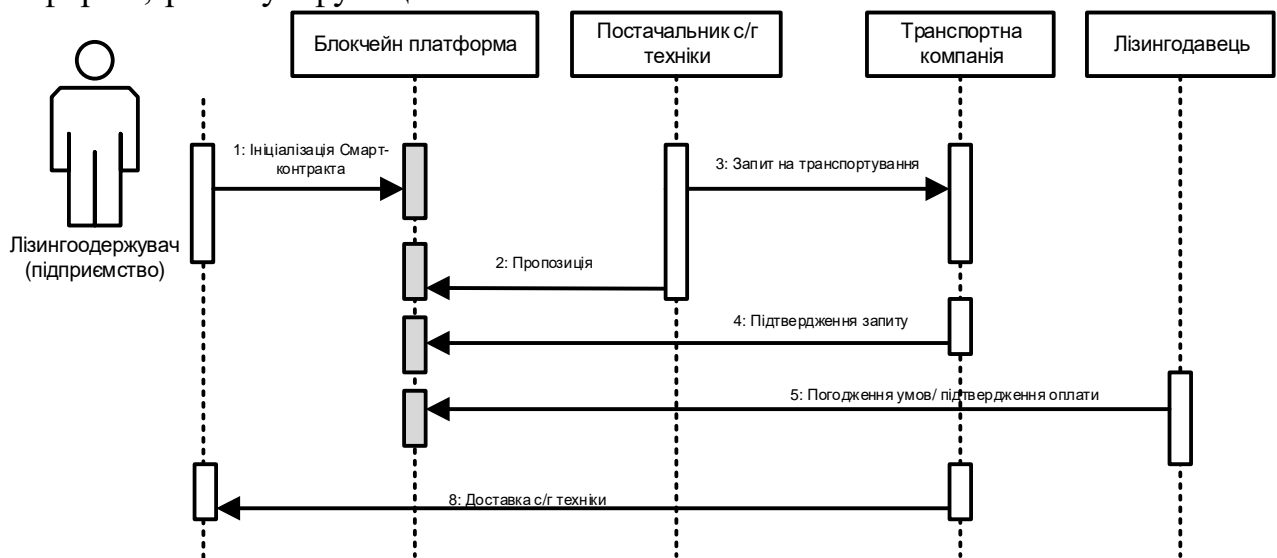 Блокчейн платформа
Постачальник с/г
техніки
Транспортна
компанія
Лізингодавець
1: Ініціалізація Смарт-
контракта
3: Запит на транспортування
Лізингоодержувач
(підприємство)
2: Пропозиція
4: Підтвердження запиту
5: Погодження умов/ підтвердження оплати
8: Доставка с/г техніки